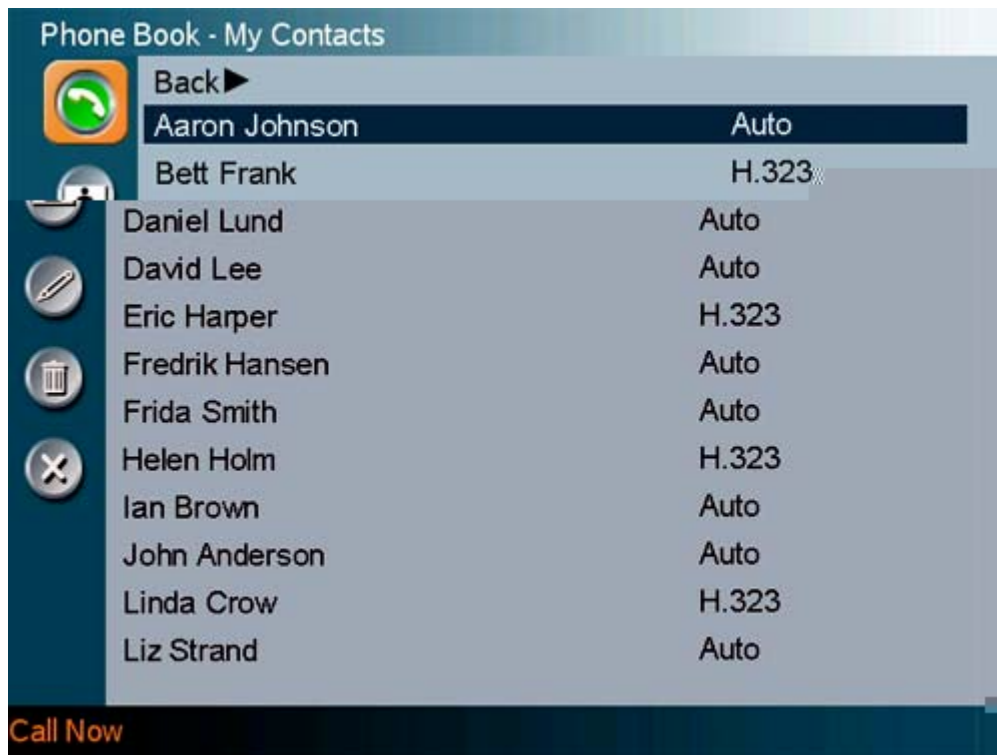 Phone Book - My Contacts
Back▶
Aaron Johnson Auto
Bett Frank H.323
Daniel Lund Auto
David Lee Auto
Eric Harper H.323
Fredrik Hansen Auto
Frida Smith Auto
Helen Holm H.323
Ian Brown Auto
John Anderson Auto
Linda Crow H.323
Liz Strand Auto
Call Now